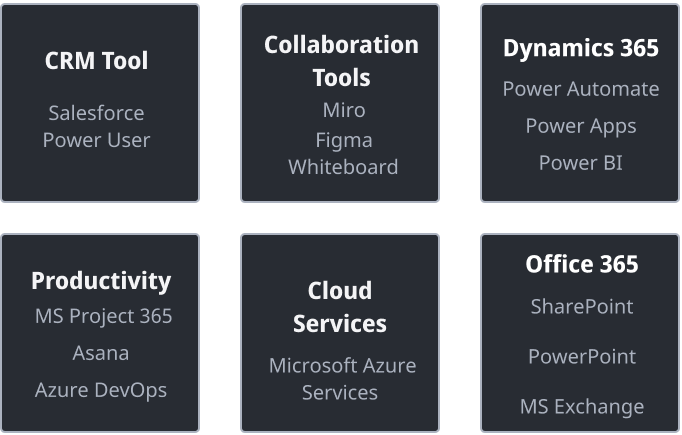 CRM Tool
Salesforce
Power User
Collaboration
Tools
Miro
Figma
Whiteboard
Dynamics 365
Power Automate
Power Apps
Power BI
Productivity
MS Project 365
Asana
Azure DevOps
Cloud
Services
Microsoft Azure
Services
Office 365
SharePoint
PowerPoint
MS Exchange